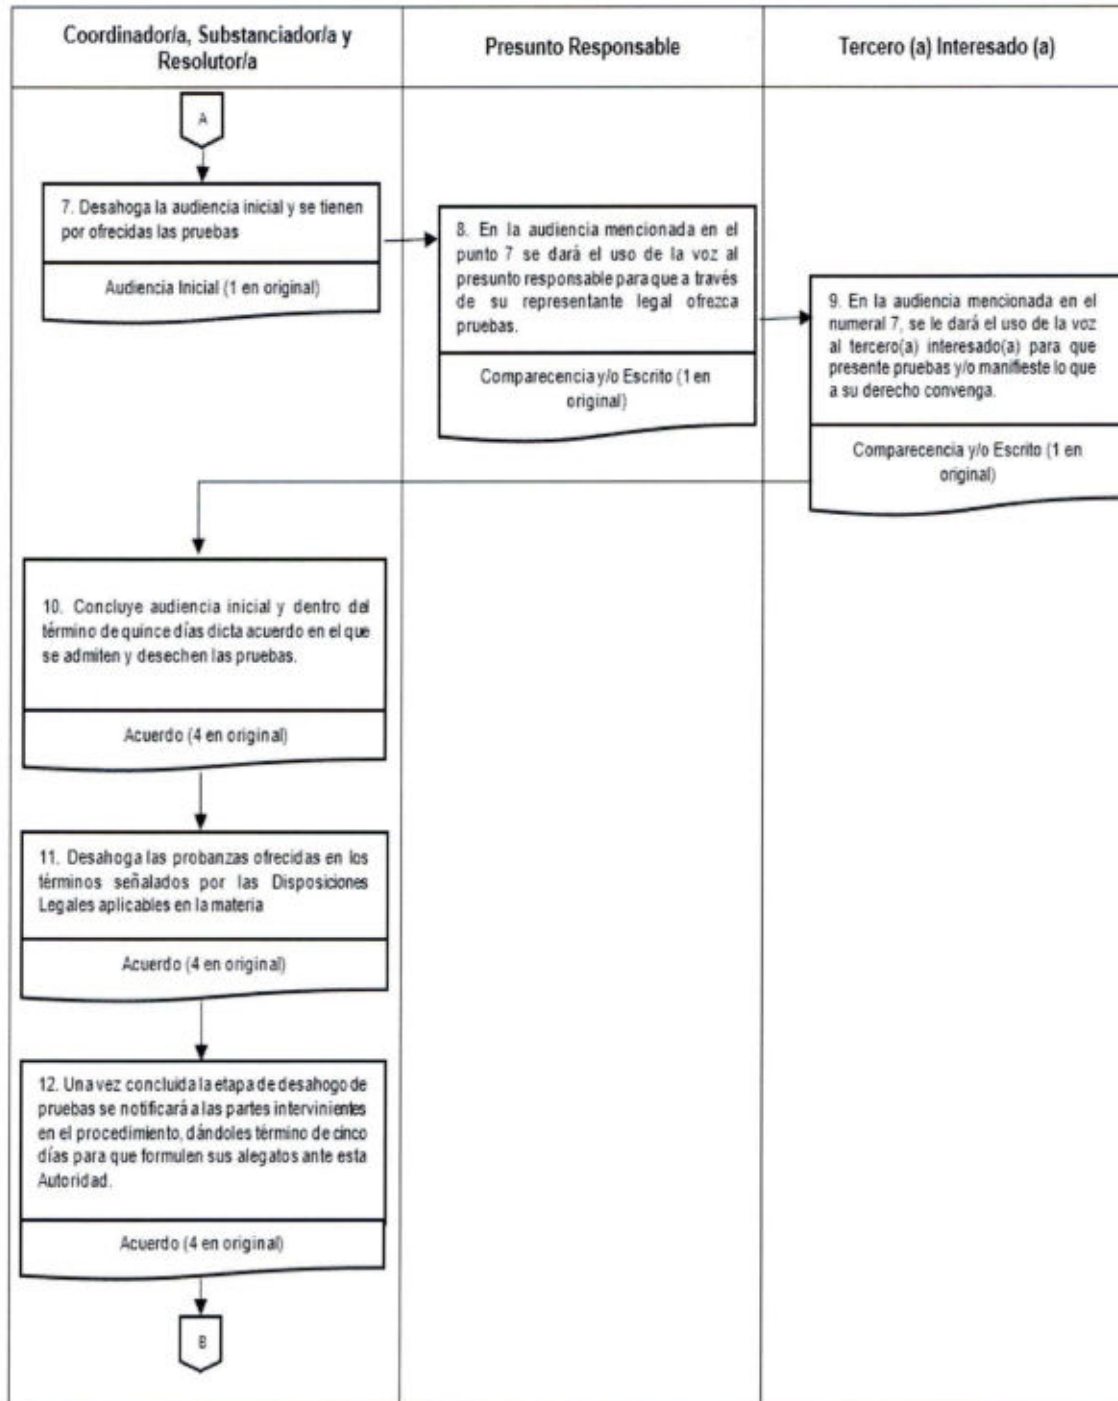 Coordinador/a, Substanciador/a y
Resolutor/a
Presunto Responsable
Tercero (a) Interesado (a)
A
7. Desahoga la audiencia inicial y se tienen
por ofrecidas las pruebas
Audiencia Inicial (1 en original)
8. En la audiencia mencionada en el
punto 7 se dará el uso de la voz al
presunto responsable para que a través
de su representante legal ofrezca
pruebas.
Comparecencia y/o Escrito (1 en
original)
9. En la audiencia mencionada en el
numeral 7, se le dará el uso de la voz
al tercero(a) interesado(a) para que
presente pruebas y/o manifieste lo que
a su derecho convenga.
Comparecencia y/o Escrito (1 en
original)
10. Concluye audiencia inicial y dentro del
término de quince días dicta acuerdo en el que
se admiten y desechen las pruebas.
Acuerdo (4 en original)
11. Desahoga las probanzas ofrecidas en los
términos señalados por las Disposiciones
Legales aplicables en la materia
Acuerdo (4 en original)
12. Una vez concluida la etapa de desahogo de
pruebas se notificará a las partes intervinientes
en el procedimiento, dándoles término de cinco
días para que formulen sus alegatos ante esta
Autoridad.
Acuerdo (4 en original)
B